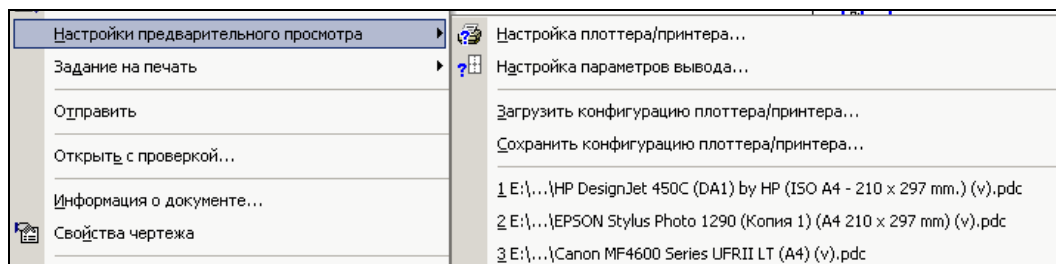 Настройки предварительного просмотра
Задание на печать
Отправить
Открыть с проверкой...
Информация о документе...
Свойства чертежа
Настройка плоттера/принтера...
Настройка параметров вывода...
Загрузить конфигурацию плоттера/принтера...
Сохранить конфигурацию плоттера/принтера...
1 E:\...\HP DesignJet 450C (DA1) by HP (ISO A4 - 210 x 297 mm.) (v).pdc
2 E:\...\EPSON Stylus Photo 1290 (Копия 1) (A4 210 x 297 mm) (v).pdc
3 E:\...\Canon MF4600 Series UFRII LT (A4) (v).pdc